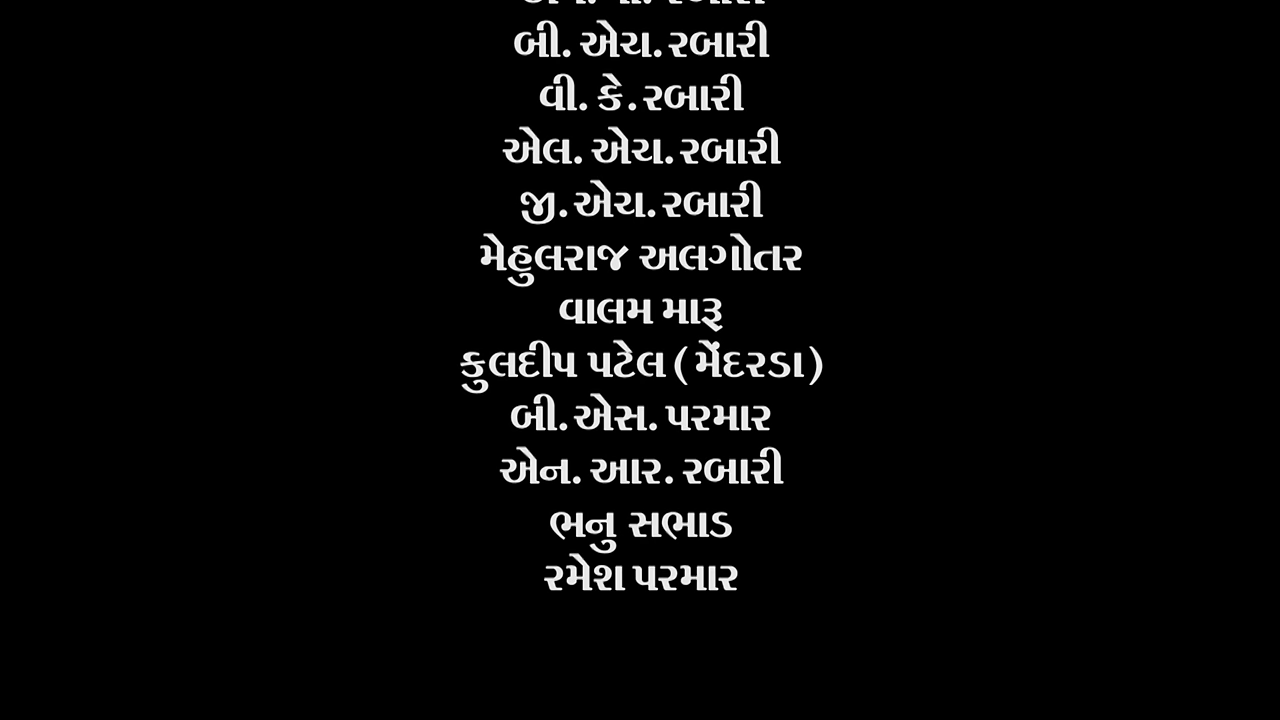 બી. એચ. રબારી
વી. કે. રબારી
એલ. એચ. રબારી
જી. એચ. રબારી
મેહુલરાજ અલગોતર
વાલમ મારૂ
કુલદીપ પટેલ ( મેંદરડા )
બી. એસ. પરમાર
એન. આર. રબારી
ભનુ સભાડ
રમેશ પરમાર